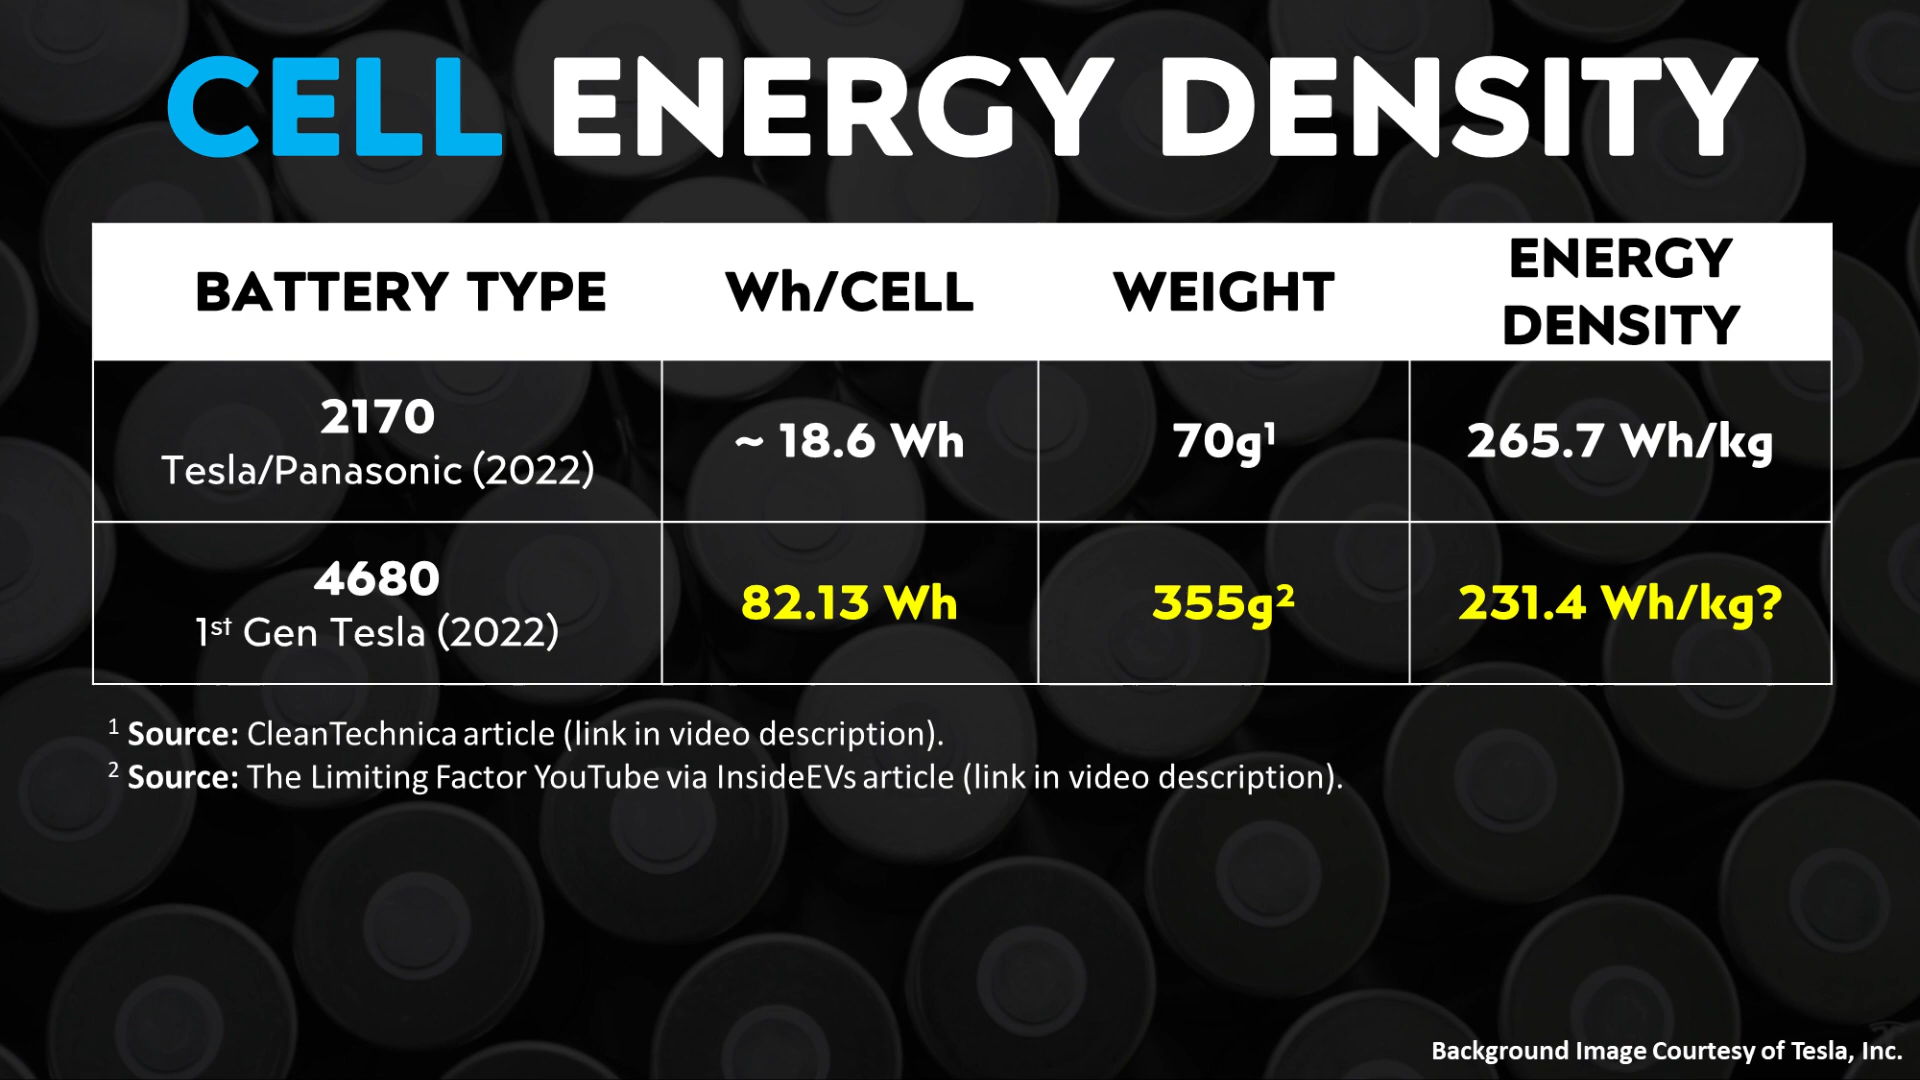 CELL ENERGY DENSITY
BATTERY TYPE
Wh/CELL
WEIGHT
ENERGY
DENSITY
2170
Tesla/Panasonic (2022)
~ 18.6 Wh
70g¹
265.7 Wh/kg
4680
1ˢᵗ Gen Tesla (2022)
82.13 Wh
355g²
231.4 Wh/kg?
¹ Source: CleanTechnica article (link in video description).
² Source: The Limiting Factor YouTube via InsideEVs article (link in video description).
Background Image Courtesy of Tesla, Inc.